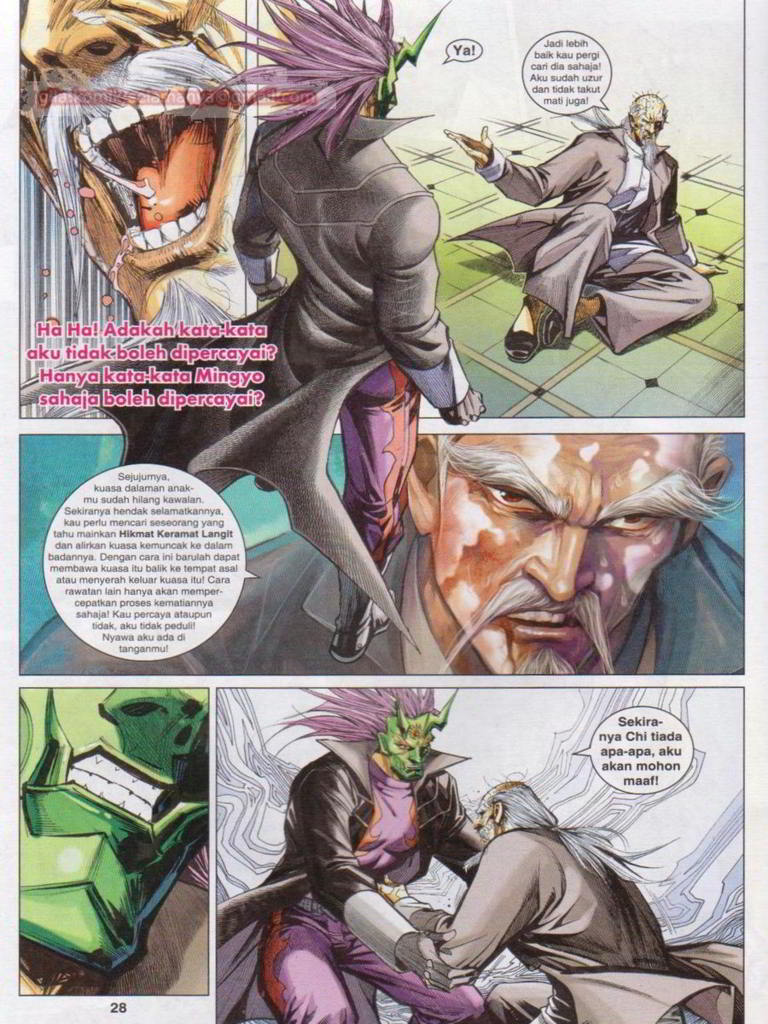 Ya!
Jadi lebih
baik kau pergi
cari dia sahaja!
Aku sudah uzur
dan tidak takut
mati juga!
Ha Ha! Adakah kata-kata
aku tidak boleh dipercayai?
Hanya kata-kata Mingyo
sahaja boleh dipercayai?
Sejujurnya,
kuasa dalaman anak-
mu sudah hilang kawalan.
Sekiranya hendak selamatkannya,
kau perlu mencari seseorang yang
tahu mainkan Hikmat Keramat Langit
dan alirkan kuasa kemuncak ke dalam
badannya. Dengan cara ini barulah dapat
membawa kuasa itu balik ke tempat asal
atau menyerah keluar kuasa itu! Cara
rawatan lain hanya akan memper-
cepatkan proses kematiannya
sahaja! Kau percaya ataupun
tidak, aku tidak peduli!
Nyawa aku ada di
tanganmu!
Sekira-
nya Chi tiada
apa-apa, aku
akan mohon
maaf!
28